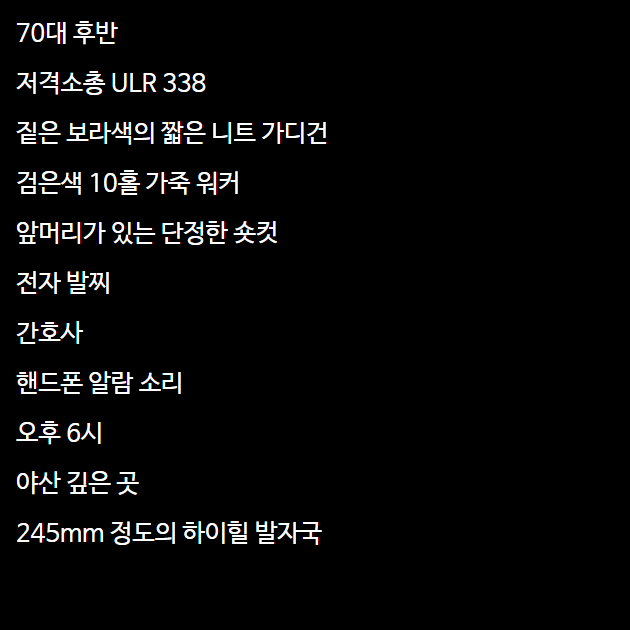 70대 후반
저격소총 ULR 338
짙은 보라색의 짧은 니트 가디건
검은색 10홀 가죽 워커
앞머리가 있는 단정한 숏컷
전자 발찌
간호사
핸드폰 알람 소리
오후 6시
야산 깊은 곳
245mm 정도의 하이힐 발자국